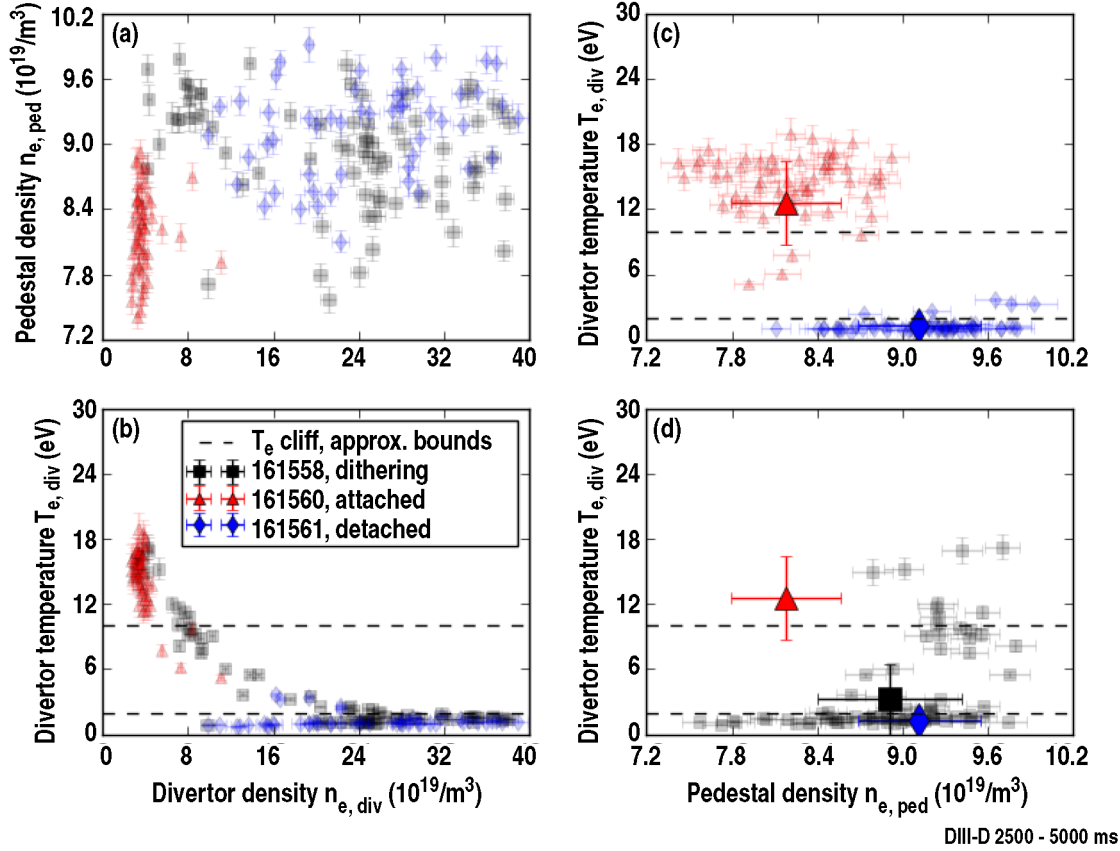 (a)
Pedestal density n_e, ped (10^19/m^3)
10.2
9.6
9.0
8.4
7.8
7.2
0 8 16 24 32 40
(c)
Divertor temperature T_e, div (eV)
30
24
18
12
6
0
7.2 7.8 8.4 9.0 9.6 10.2
(b)
Divertor temperature T_e, div (eV)
30
24
18
12
6
0
T_e cliff, approx. bounds
161558, dithering
161560, attached
161561, detached
0 8 16 24 32 40
Divertor density n_e, div (10^19/m^3)
(d)
Divertor temperature T_e, div (eV)
30
24
18
12
6
0
7.2 7.8 8.4 9.0 9.6 10.2
Pedestal density n_e, ped (10^19/m^3)
DIII-D 2500 - 5000 ms